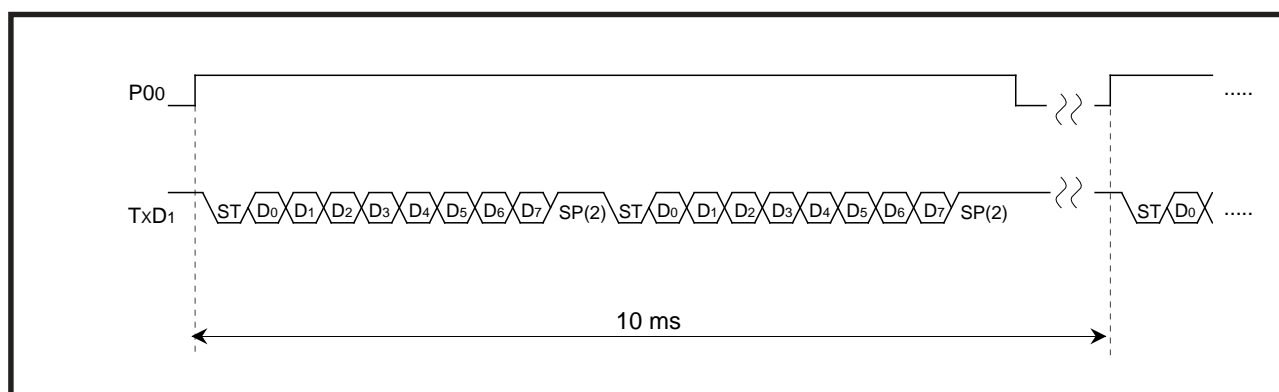 P00 .....
TxD1 ST D0 D1 D2 D3 D4 D5 D6 D7 SP(2) ST D0 D1 D2 D3 D4 D5 D6 D7 SP(2) ST D0 .....
10 ms